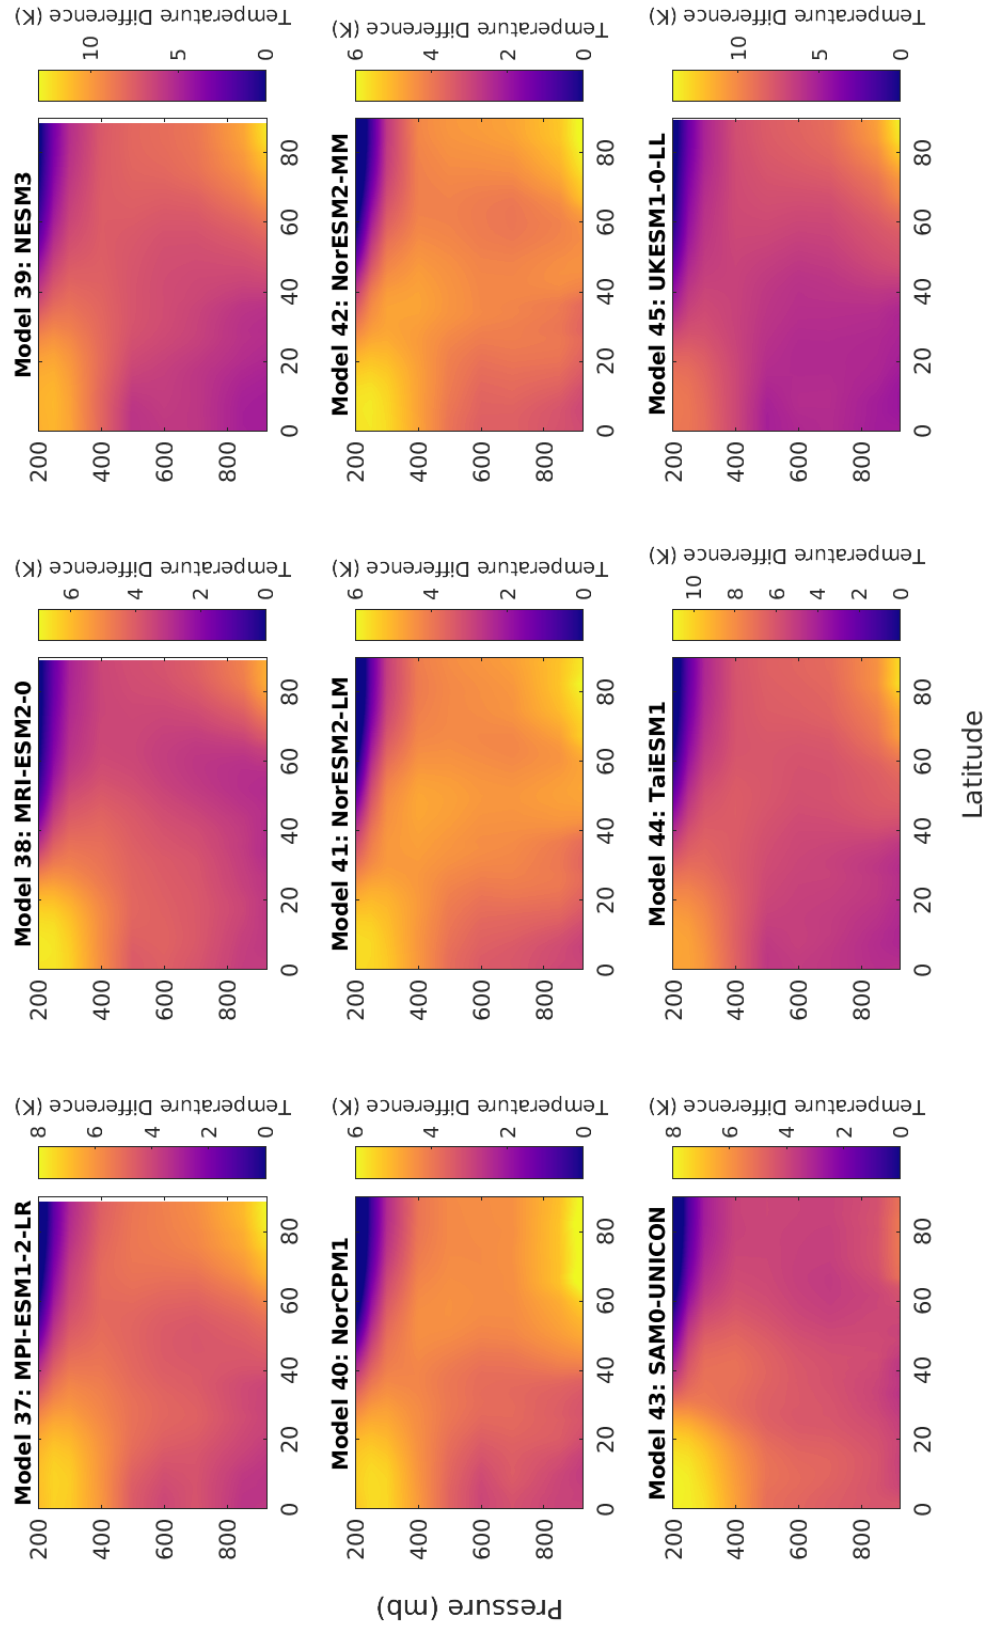 Model 37: MPI-ESM1-2-LR
200
400
600
800
0 20 40 60 80
8
6
4
2
0
Temperature Difference (K)
Model 38: MRI-ESM2-0
200
400
600
800
0 20 40 60 80
6
4
2
0
Temperature Difference (K)
Model 39: NESM3
200
400
600
800
0 20 40 60 80
10
5
0
Temperature Difference (K)
Pressure (mb)
Model 40: NorCPM1
200
400
600
800
0 20 40 60 80
6
4
2
0
Temperature Difference (K)
Model 41: NorESM2-LM
200
400
600
800
0 20 40 60 80
6
4
2
0
Temperature Difference (K)
Model 42: NorESM2-MM
200
400
600
800
0 20 40 60 80
6
4
2
0
Temperature Difference (K)
Model 43: SAM0-UNICON
200
400
600
800
0 20 40 60 80
8
6
4
2
0
Temperature Difference (K)
Model 44: TaiESM1
200
400
600
800
0 20 40 60 80
10
8
6
4
2
0
Temperature Difference (K)
Model 45: UKESM1-0-LL
200
400
600
800
0 20 40 60 80
10
5
0
Temperature Difference (K)
Latitude